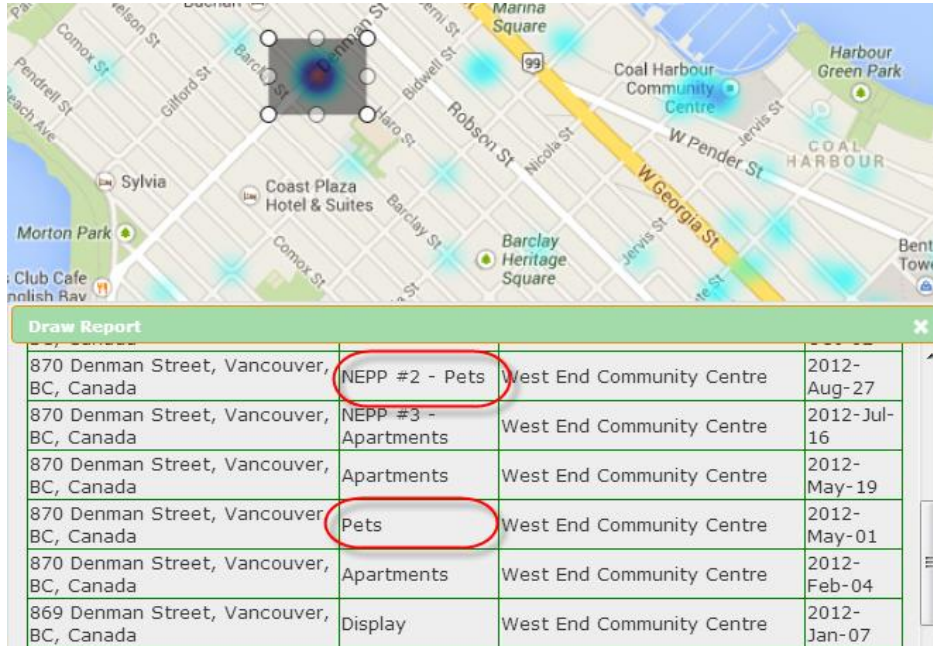 Marina
Square
Nelson St
Comox St
Denman St
Bidwell St
99
Coal Harbour
Community
Centre
Harbour
Green Park
Pendrell St
Gilford St
Haro St
Robson St
Nicola St
Jervis St
W Pender St
COAL
HARBOUR
W Georgia St
Sylvia
Coast Plaza
Hotel & Suites
Barclay St
Morton Park
Comox St
Barclay
Heritage
Square
Jervis St
Club Cafe
Draw Report
870 Denman Street, Vancouver,
BC, Canada
NEPP #2 - Pets
West End Community Centre
2012-
Aug-27
870 Denman Street, Vancouver,
BC, Canada
NEPP #3 -
Apartments
West End Community Centre
2012-Jul-
16
870 Denman Street, Vancouver,
BC, Canada
Apartments
West End Community Centre
2012-
May-19
870 Denman Street, Vancouver,
BC, Canada
Pets
West End Community Centre
2012-
May-01
870 Denman Street, Vancouver,
BC, Canada
Apartments
West End Community Centre
2012-
Feb-04
869 Denman Street, Vancouver,
BC, Canada
Display
West End Community Centre
2012-
Jan-07